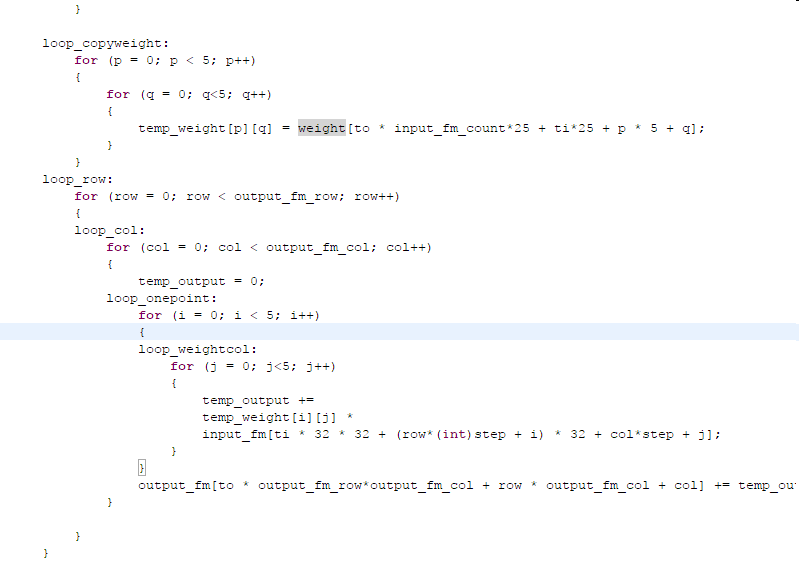 }
loop_copyweight:
for (p = 0; p < 5; p++)
{
for (q = 0; q<5; q++)
{
temp_weight[p][q] = weight[to * input_fm_count*25 + ti*25 + p * 5 + q];
}
}
loop_row:
for (row = 0; row < output_fm_row; row++)
{
loop_col:
for (col = 0; col < output_fm_col; col++)
{
temp_output = 0;
loop_onepoint:
for (i = 0; i < 5; i++)
{
loop_weightcol:
for (j = 0; j<5; j++)
{
temp_output +=
temp_weight[i][j] *
input_fm[ti * 32 * 32 + (row*(int)step + i) * 32 + col*step + j];
}
}
output_fm[to * output_fm_row*output_fm_col + row * output_fm_col + col] += temp_ou
}
}
}